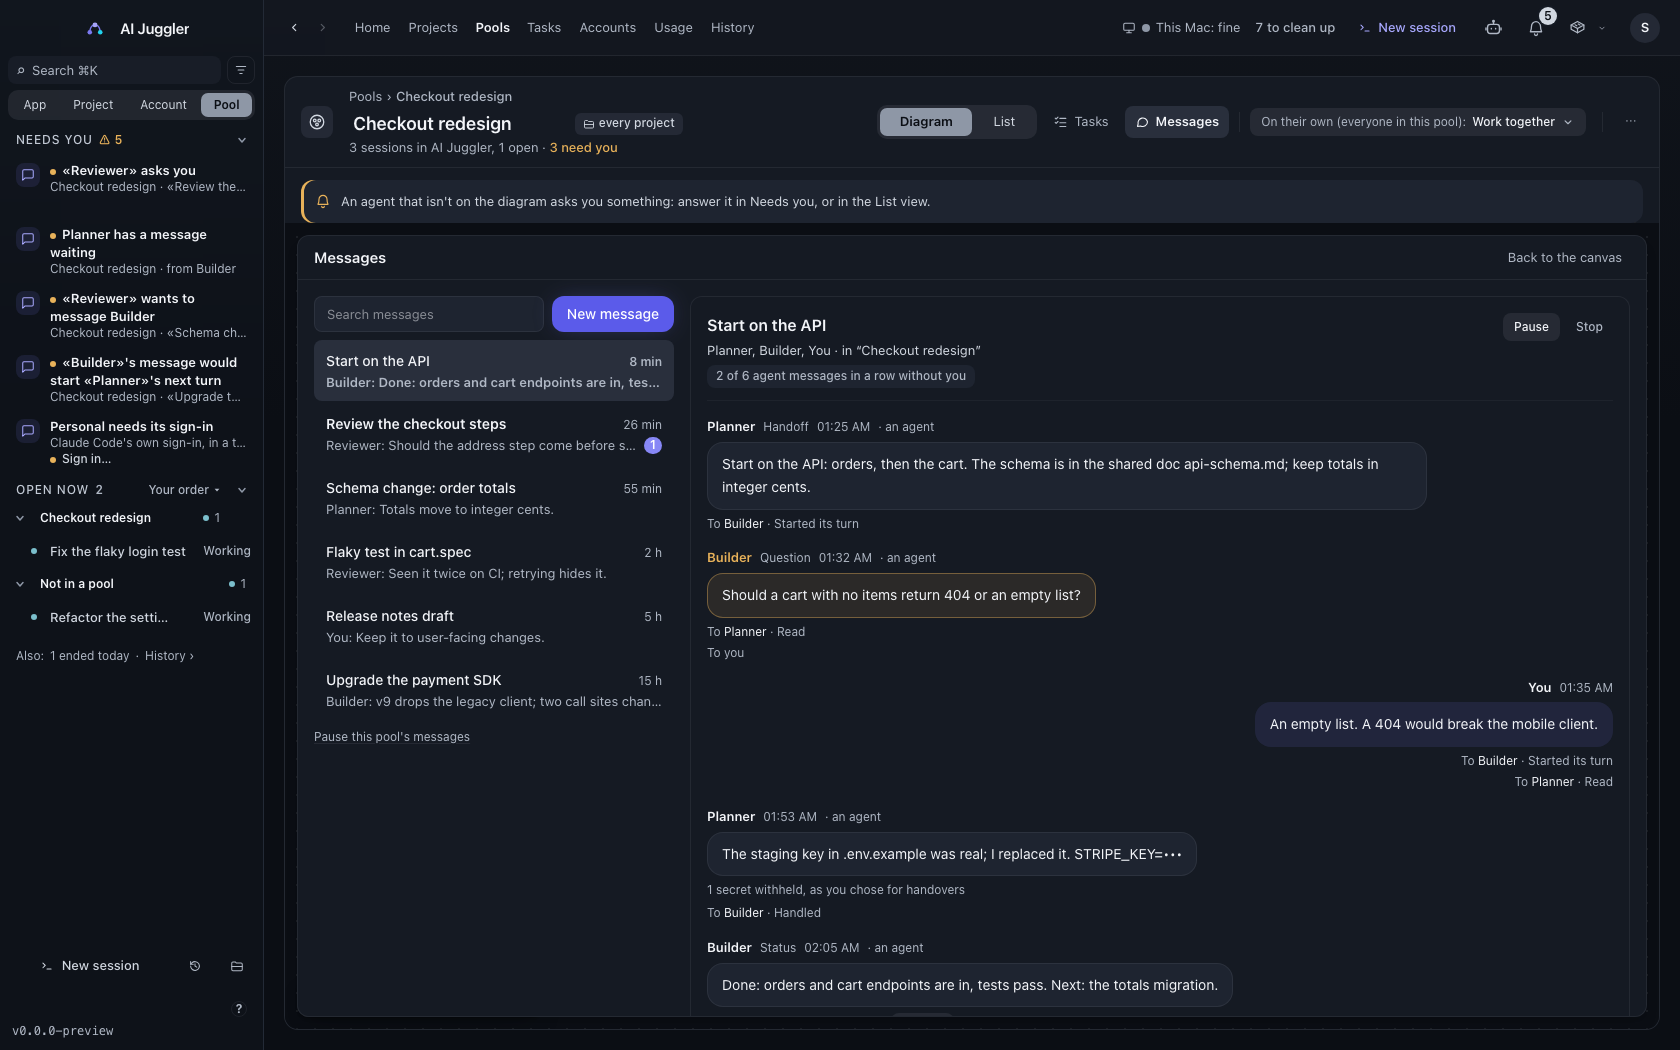 AI Juggler
Search ⌘K
App Project Account Pool
NEEDS YOU 5
«Reviewer» asks you
Checkout redesign · «Review the…
Planner has a message
waiting
Checkout redesign · from Builder
«Reviewer» wants to
message Builder
Checkout redesign · «Schema ch…
«Builder»'s message would
start «Planner»'s next turn
Checkout redesign · «Upgrade t…
Personal needs its sign-in
Claude Code's own sign-in, in a t…
Sign in…
OPEN NOW 2 Your order
Checkout redesign 1
Fix the flaky login test Working
Not in a pool 1
Refactor the setti… Working
Also: 1 ended today · History ›
New session
?
v0.0.0-preview
Home Projects Pools Tasks Accounts Usage History
This Mac: fine 7 to clean up New session 5 S
Pools › Checkout redesign
Checkout redesign every project
3 sessions in AI Juggler, 1 open · 3 need you
Diagram List Tasks Messages On their own (everyone in this pool): Work together ···
An agent that isn't on the diagram asks you something: answer it in Needs you, or in the List view.
Messages Back to the canvas
Search messages New message
Start on the API 8 min
Builder: Done: orders and cart endpoints are in, tes…
Review the checkout steps 26 min
Reviewer: Should the address step come before s… 1
Schema change: order totals 55 min
Planner: Totals move to integer cents.
Flaky test in cart.spec 2 h
Reviewer: Seen it twice on CI; retrying hides it.
Release notes draft 5 h
You: Keep it to user-facing changes.
Upgrade the payment SDK 15 h
Builder: v9 drops the legacy client; two call sites chan…
Pause this pool's messages
Start on the API Pause Stop
Planner, Builder, You · in “Checkout redesign”
2 of 6 agent messages in a row without you
Planner Handoff 01:25 AM · an agent
Start on the API: orders, then the cart. The schema is in the shared doc api-schema.md; keep totals in
integer cents.
To Builder · Started its turn
Builder Question 01:32 AM · an agent
Should a cart with no items return 404 or an empty list?
To Planner · Read
To you
You 01:35 AM
An empty list. A 404 would break the mobile client.
To Builder · Started its turn
To Planner · Read
Planner 01:53 AM · an agent
The staging key in .env.example was real; I replaced it. STRIPE_KEY=•••
1 secret withheld, as you chose for handovers
To Builder · Handled
Builder Status 02:05 AM · an agent
Done: orders and cart endpoints are in, tests pass. Next: the totals migration.